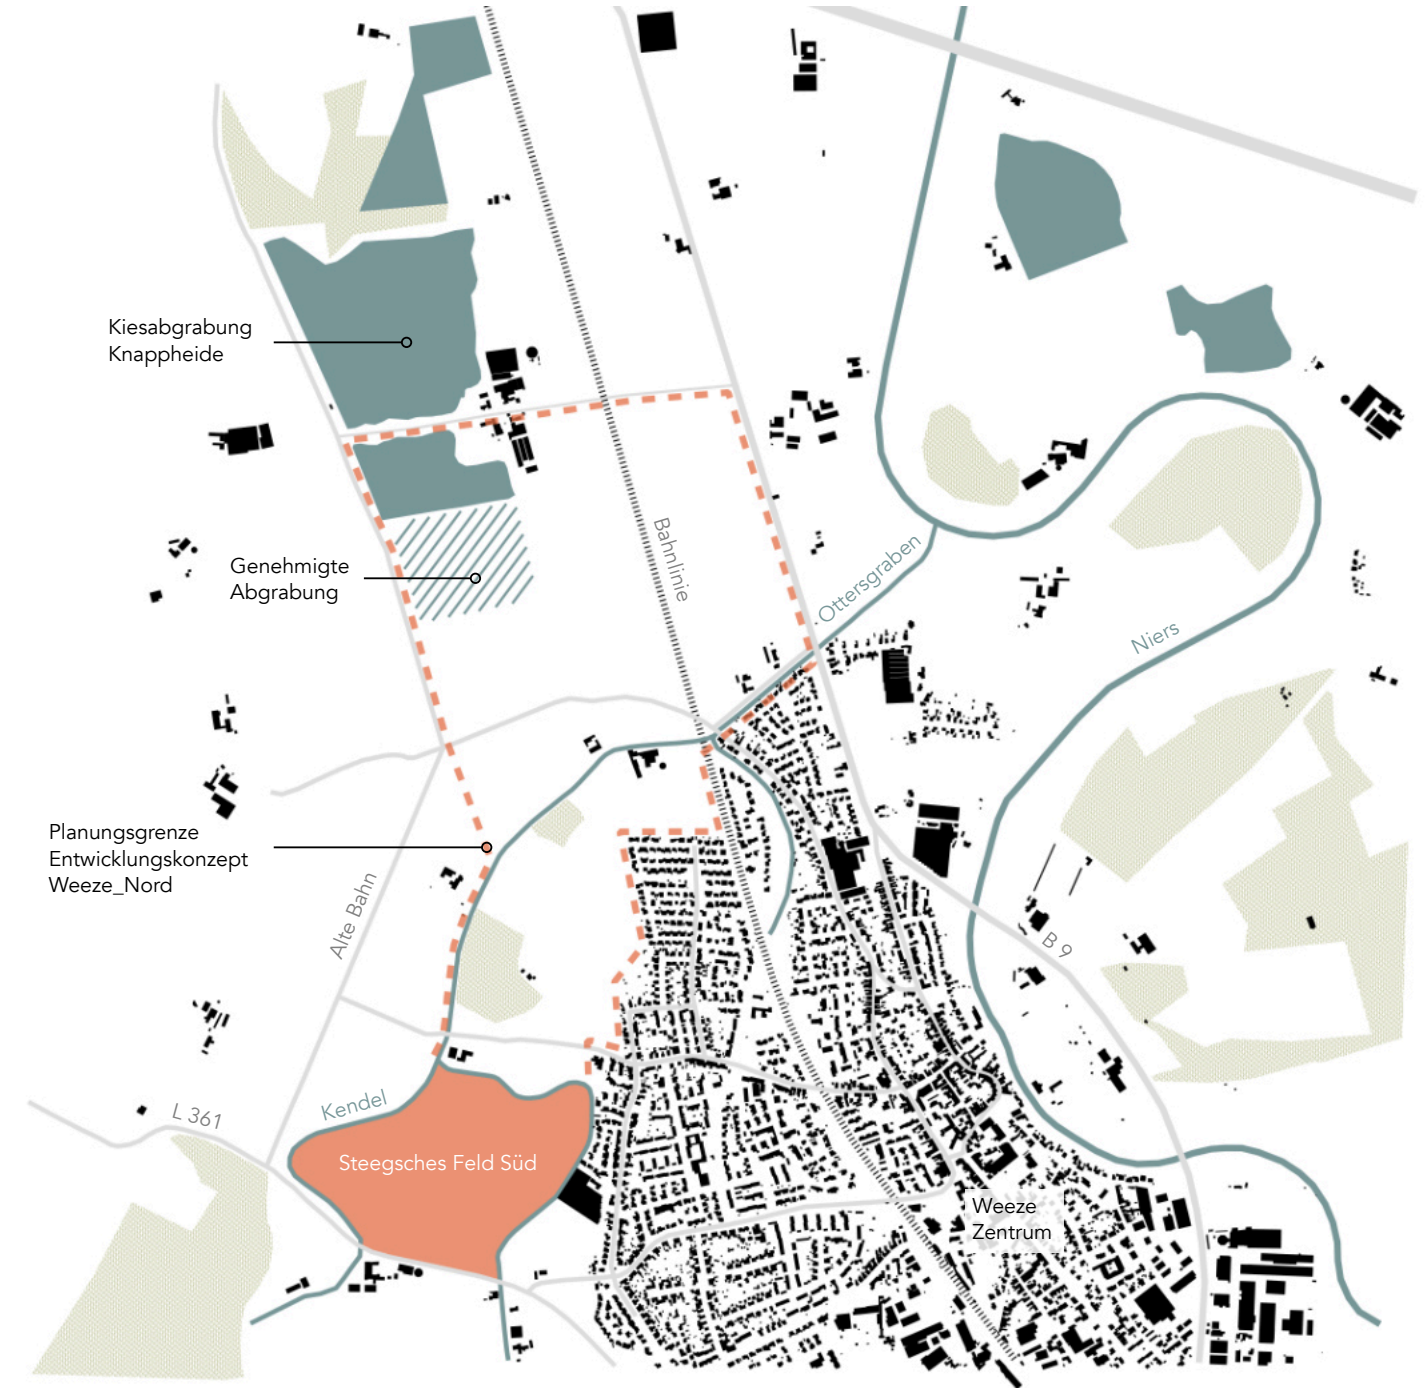 Kiesabgrabung
Knappheide
Genehmigte
Abgrabung
Bahnlinie
Ottersgraben
Niers
Planungsgrenze
Entwicklungskonzept
Weeze_Nord
Alte Bahn
B 9
Kendel
L 361
Steegsches Feld Süd
Weeze
Zentrum